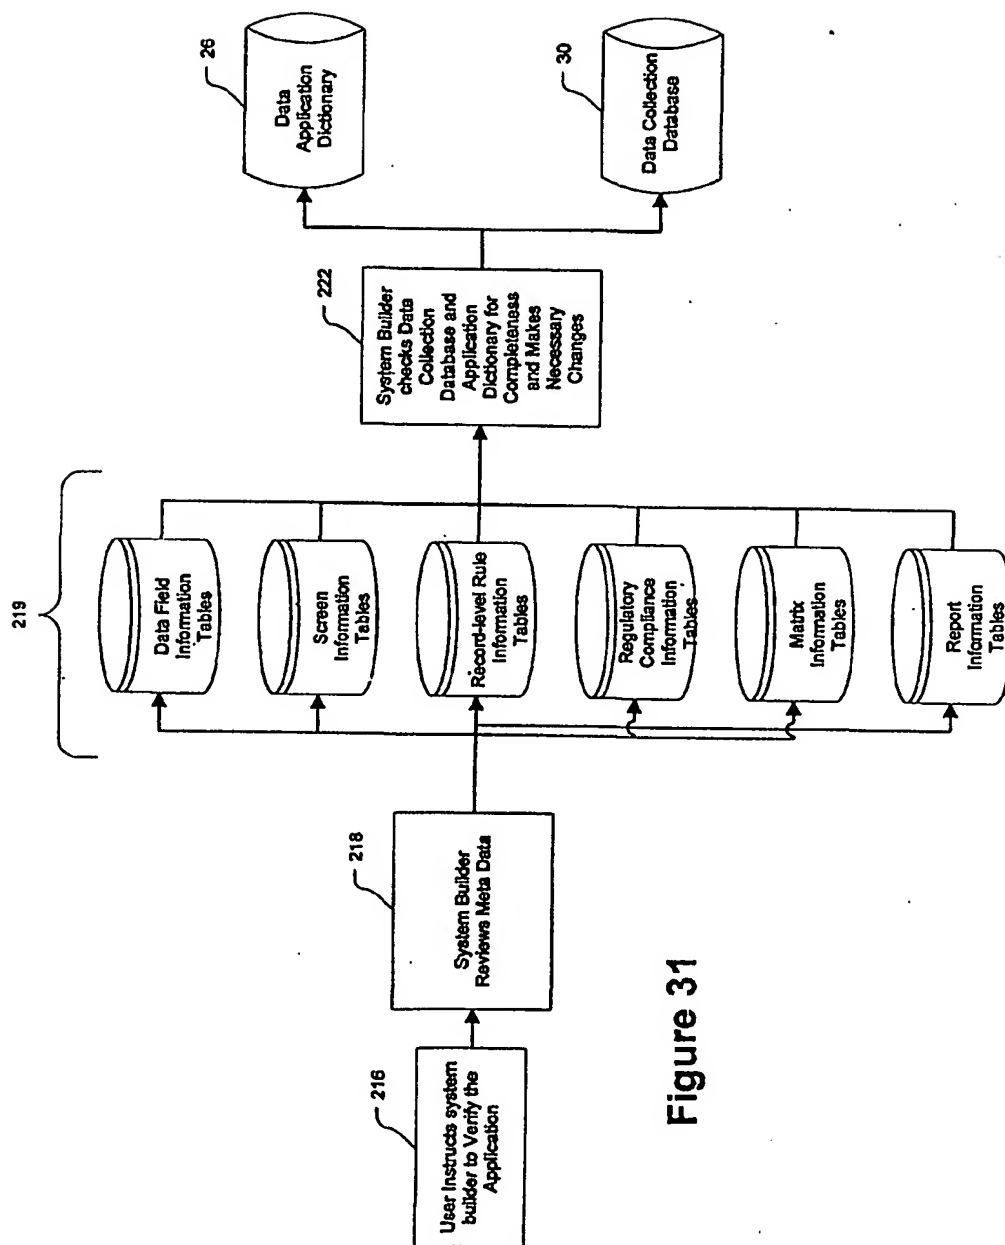 216
User Instructs system
builder to Verify the
Application
218
System Builder
Reviews Meta Data
219
Data Field
Information
Tables
Screen
Information
Tables
Record-level Rule
Information
Tables
Regulatory
Compliance
Information
Tables
Matrix
Information
Tables
Report
Information
Tables
222
System Builder
checks Data
Collection
Database and
Application
Dictionary for
Completeness
and Makes
Necessary
Changes
26
Data
Application
Dictionary
30
Data Collection
Database
Figure 31